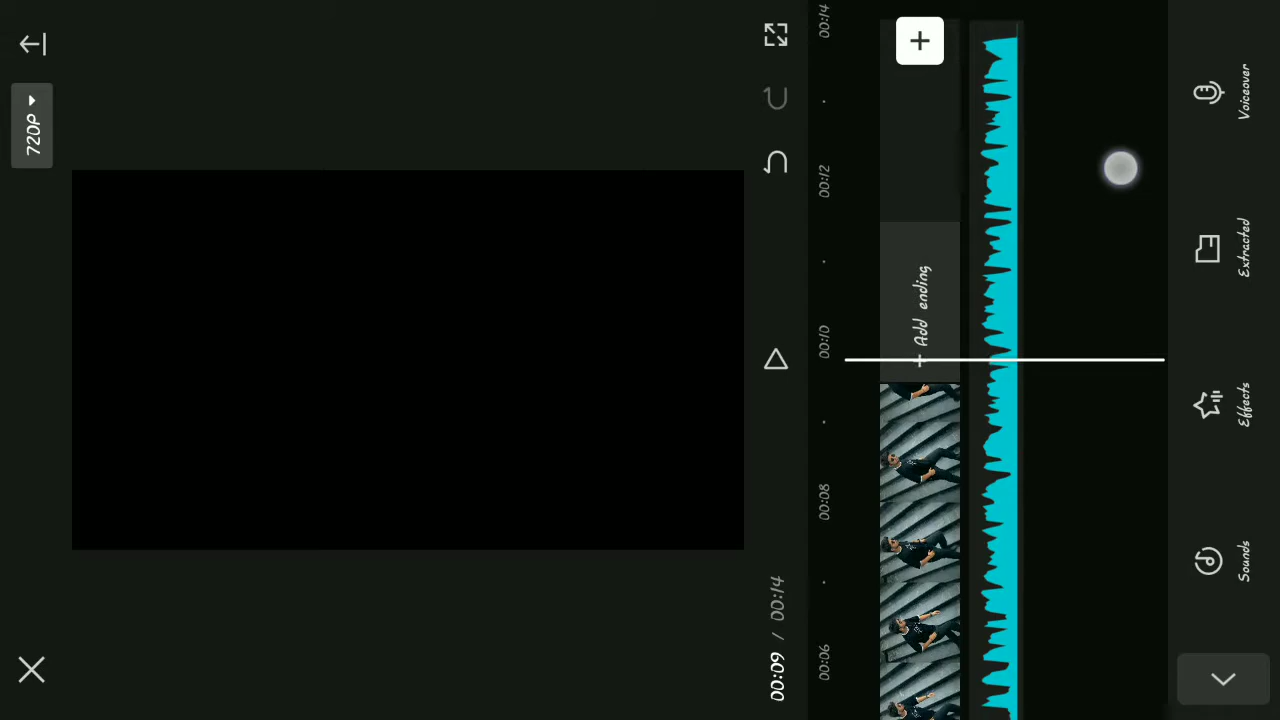 720P
00:09 / 00:14
00:06
00:08
00:10
00:12
00:14
+ Add ending
+
Sounds
Effects
Extracted
Voiceover